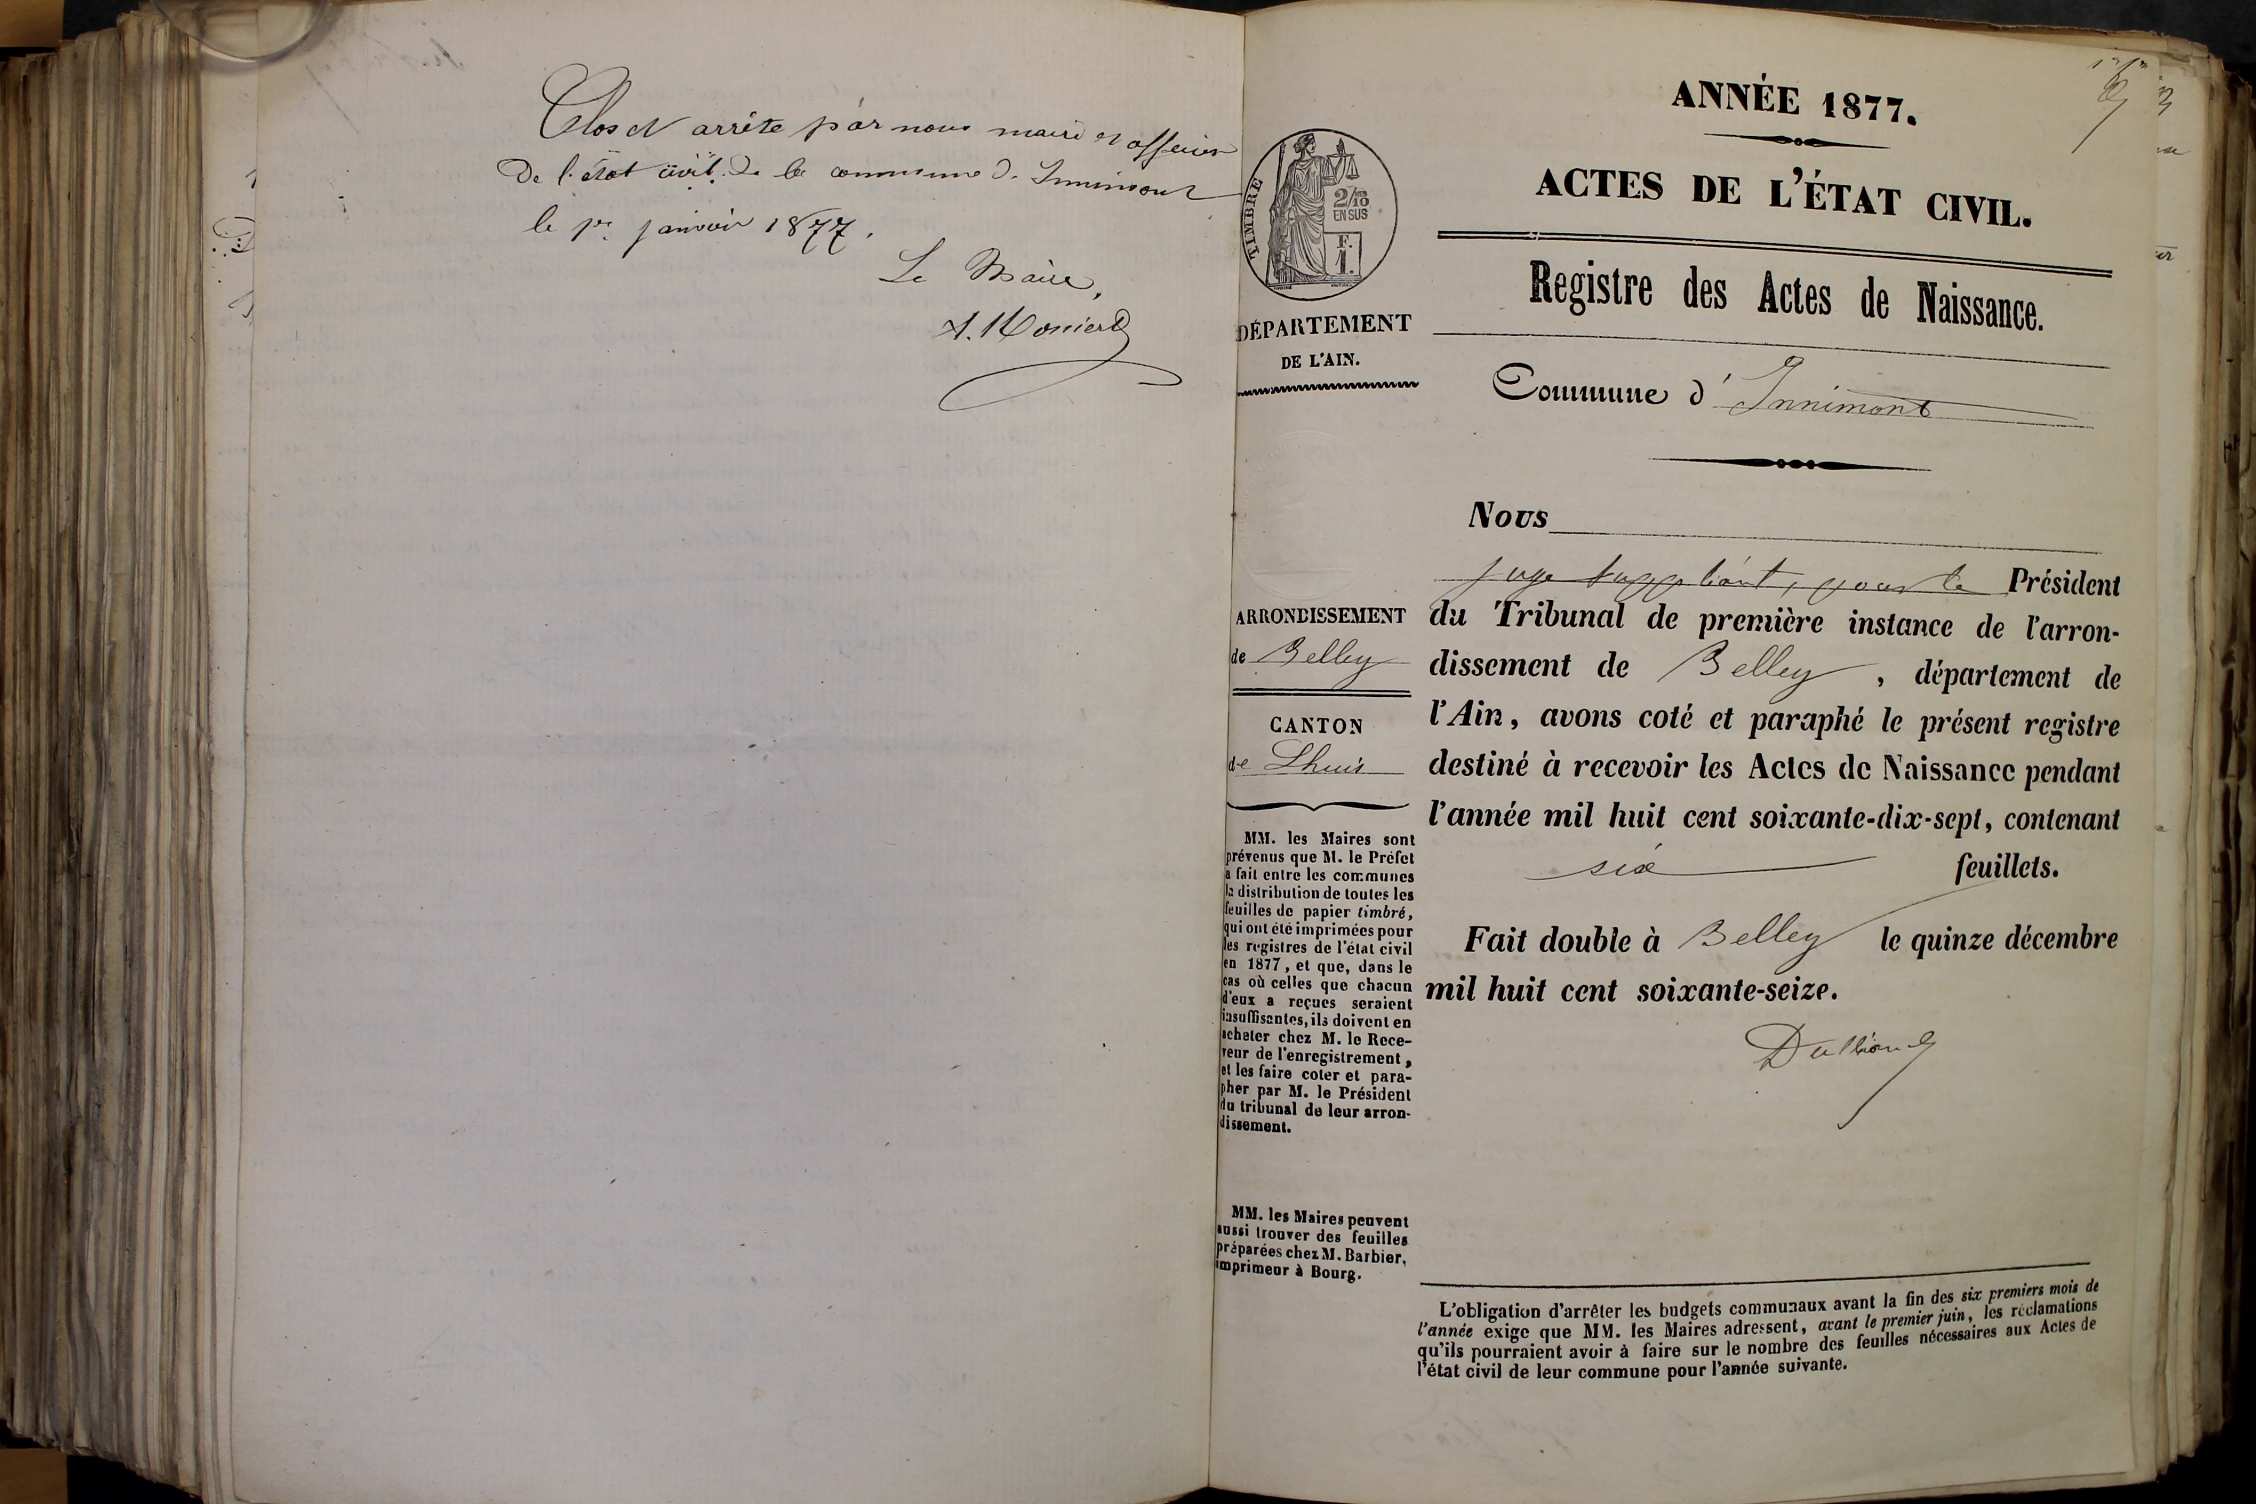 Clos et arrêté par nous maire et officier
De l'état civil de la commune d. Innimont
le 1er janvier 1877.
Le Maire,
ANNÉE 1877.
ACTES DE L'ÉTAT CIVIL.
Registre des Actes de Naissance.
TIMBRE
2/10
EN SUS
F.
1.
DÉPARTEMENT
DE L'AIN.
Commune d'Innimont
Nous
juge suppléant, pour le Président
du Tribunal de première instance de l'arron-
dissement de Belley, département de
l'Ain, avons coté et paraphé le présent registre
destiné à recevoir les Actes de Naissance pendant
l'année mil huit cent soixante-dix-sept, contenant
six feuillets.
Fait double à Belley le quinze décembre
mil huit cent soixante-seize.
ARRONDISSEMENT
de Belley
CANTON
de Lhuis
MM. les Maires sont
prévenus que M. le Préfet
a fait entre les communes
la distribution de toutes les
feuilles de papier timbré,
qui ont été imprimées pour
les registres de l'état civil
en 1877, et que, dans le
cas où celles que chacun
d'eux a reçues seraient
insuffisantes, ils doivent en
acheter chez M. le Rece-
veur de l'enregistrement,
et les faire coter et para-
pher par M. le Président
du tribunal de leur arron-
dissement.
MM. les Maires peuvent
aussi trouver des feuilles
préparées chez M. Barbier,
imprimeur à Bourg.
L'obligation d'arrêter les budgets communaux avant la fin des six premiers mois de
l'année exige que MM. les Maires adressent, avant le premier juin, les réclamations
qu'ils pourraient avoir à faire sur le nombre des feuilles nécessaires aux Actes de
l'état civil de leur commune pour l'année suivante.